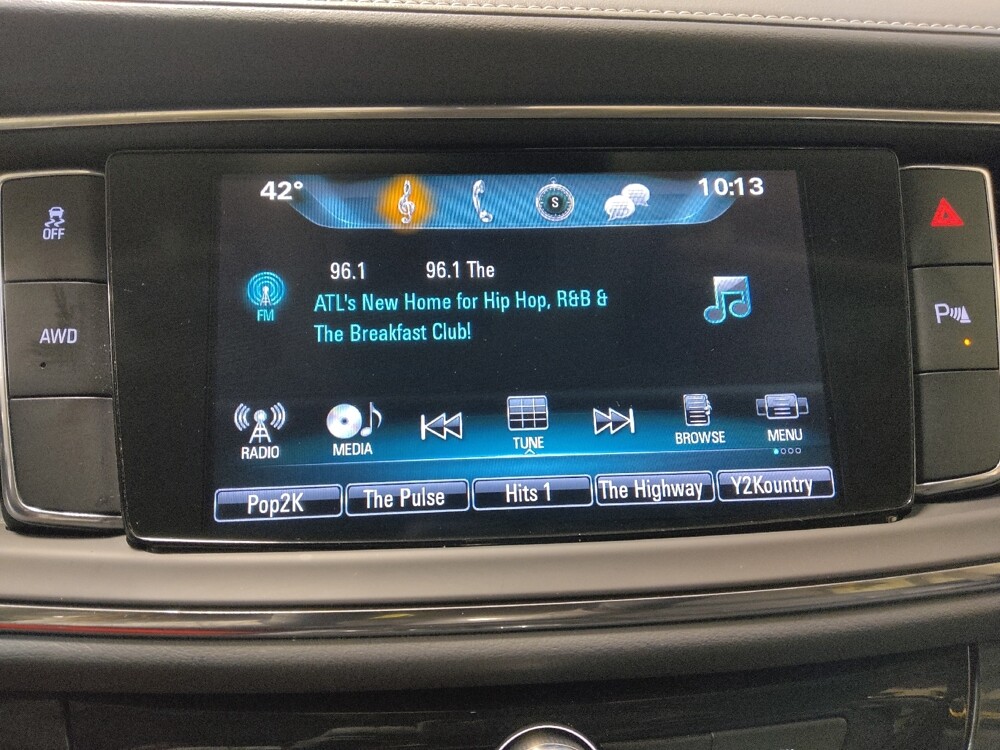 42° 10:13
S
OFF
AWD
P
FM
96.1 96.1 The
ATL's New Home for Hip Hop, R&B &
The Breakfast Club!
RADIO MEDIA TUNE BROWSE MENU
Pop2K The Pulse Hits 1 The Highway Y2Kountry